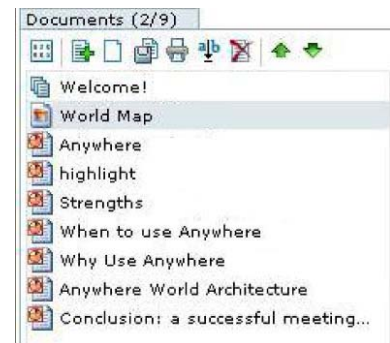 Documents (2/9)
a|b
Welcome!
World Map
Anywhere
highlight
Strengths
When to use Anywhere
Why Use Anywhere
Anywhere World Architecture
Conclusion: a successful meeting...